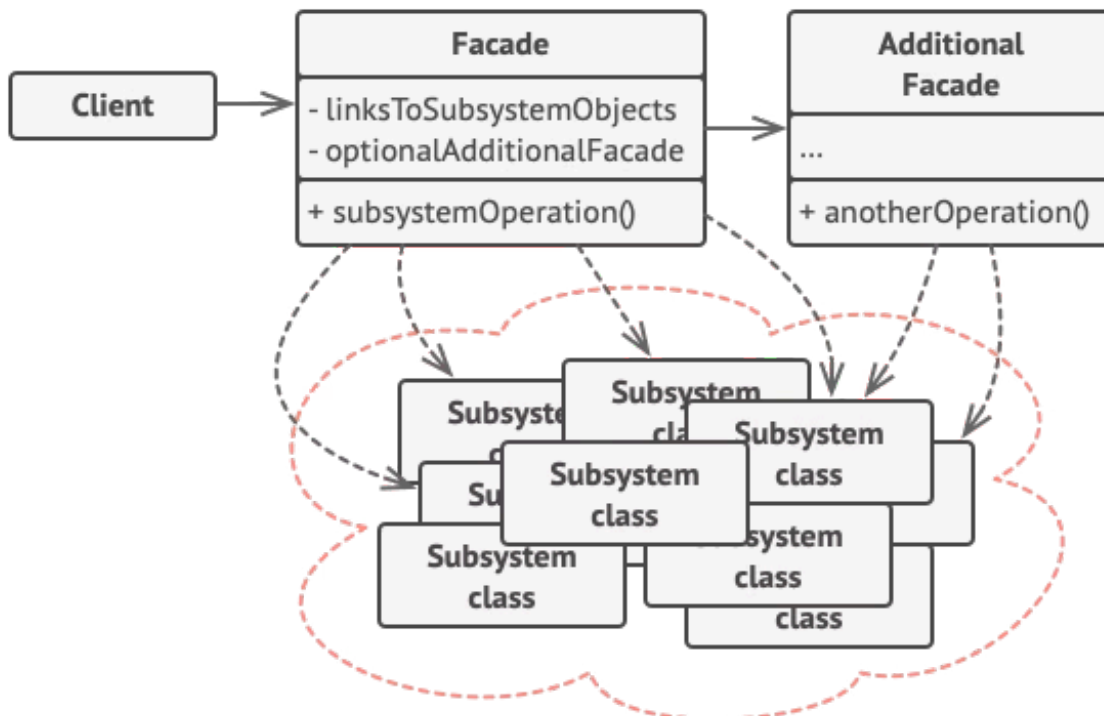 Client
Facade
- linksToSubsystemObjects
- optionalAdditionalFacade
+ subsystemOperation()
Additional
Facade
...
+ anotherOperation()
Subsystem
Subsystem
class
Subsystem
class
Subsystem
class
Subsystem
class
class
class